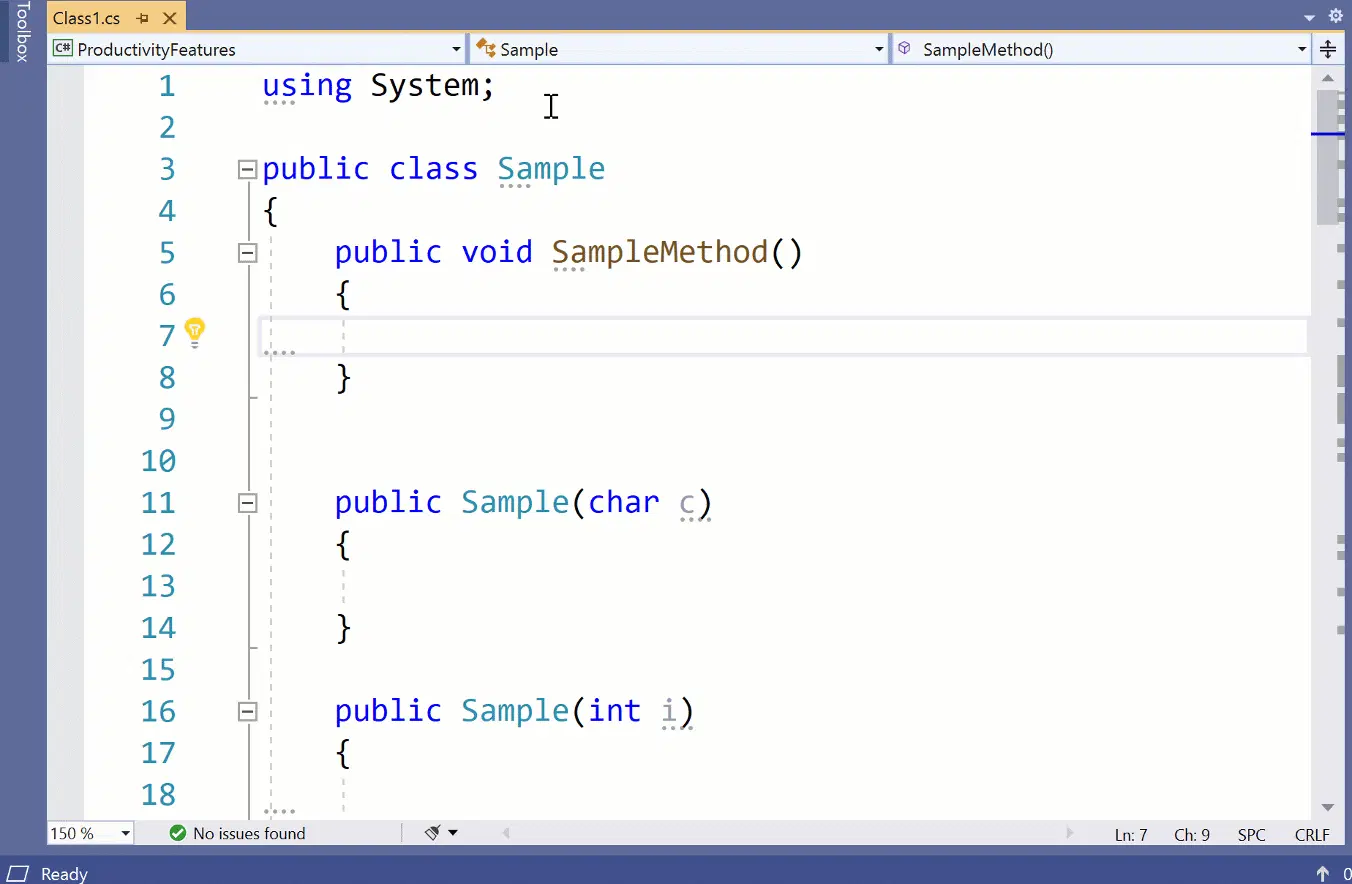 Toolbox
Class1.cs
C# ProductivityFeatures Sample SampleMethod()
1 using System;
2
3 public class Sample
4 {
5 public void SampleMethod()
6 {
7
8 }
9
10
11 public Sample(char c)
12 {
13
14 }
15
16 public Sample(int i)
17 {
18
150 % No issues found Ln: 7 Ch: 9 SPC CRLF
Ready 0